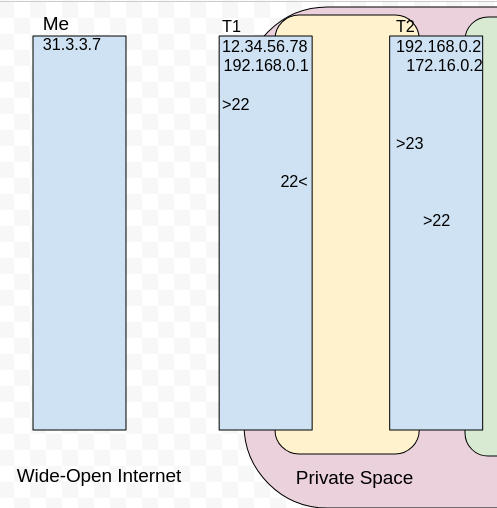 Me
31.3.3.7
T1
12.34.56.78
192.168.0.1
>22
22<
T2
192.168.0.2
172.16.0.2
>23
>22
Wide-Open Internet
Private Space